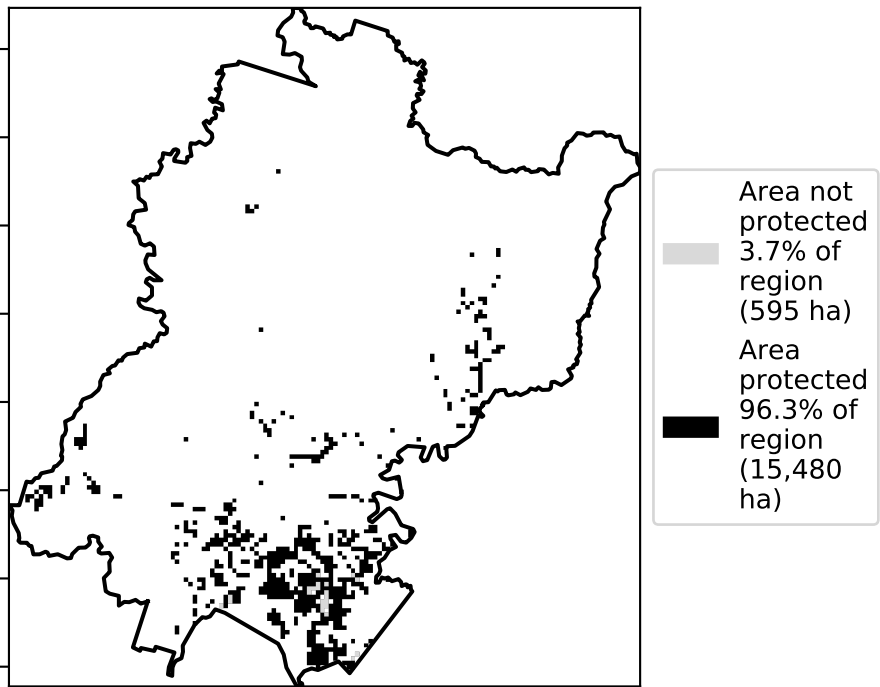 Area not
protected
3.7% of
region
(595 ha)
Area
protected
96.3% of
region
(15,480
ha)